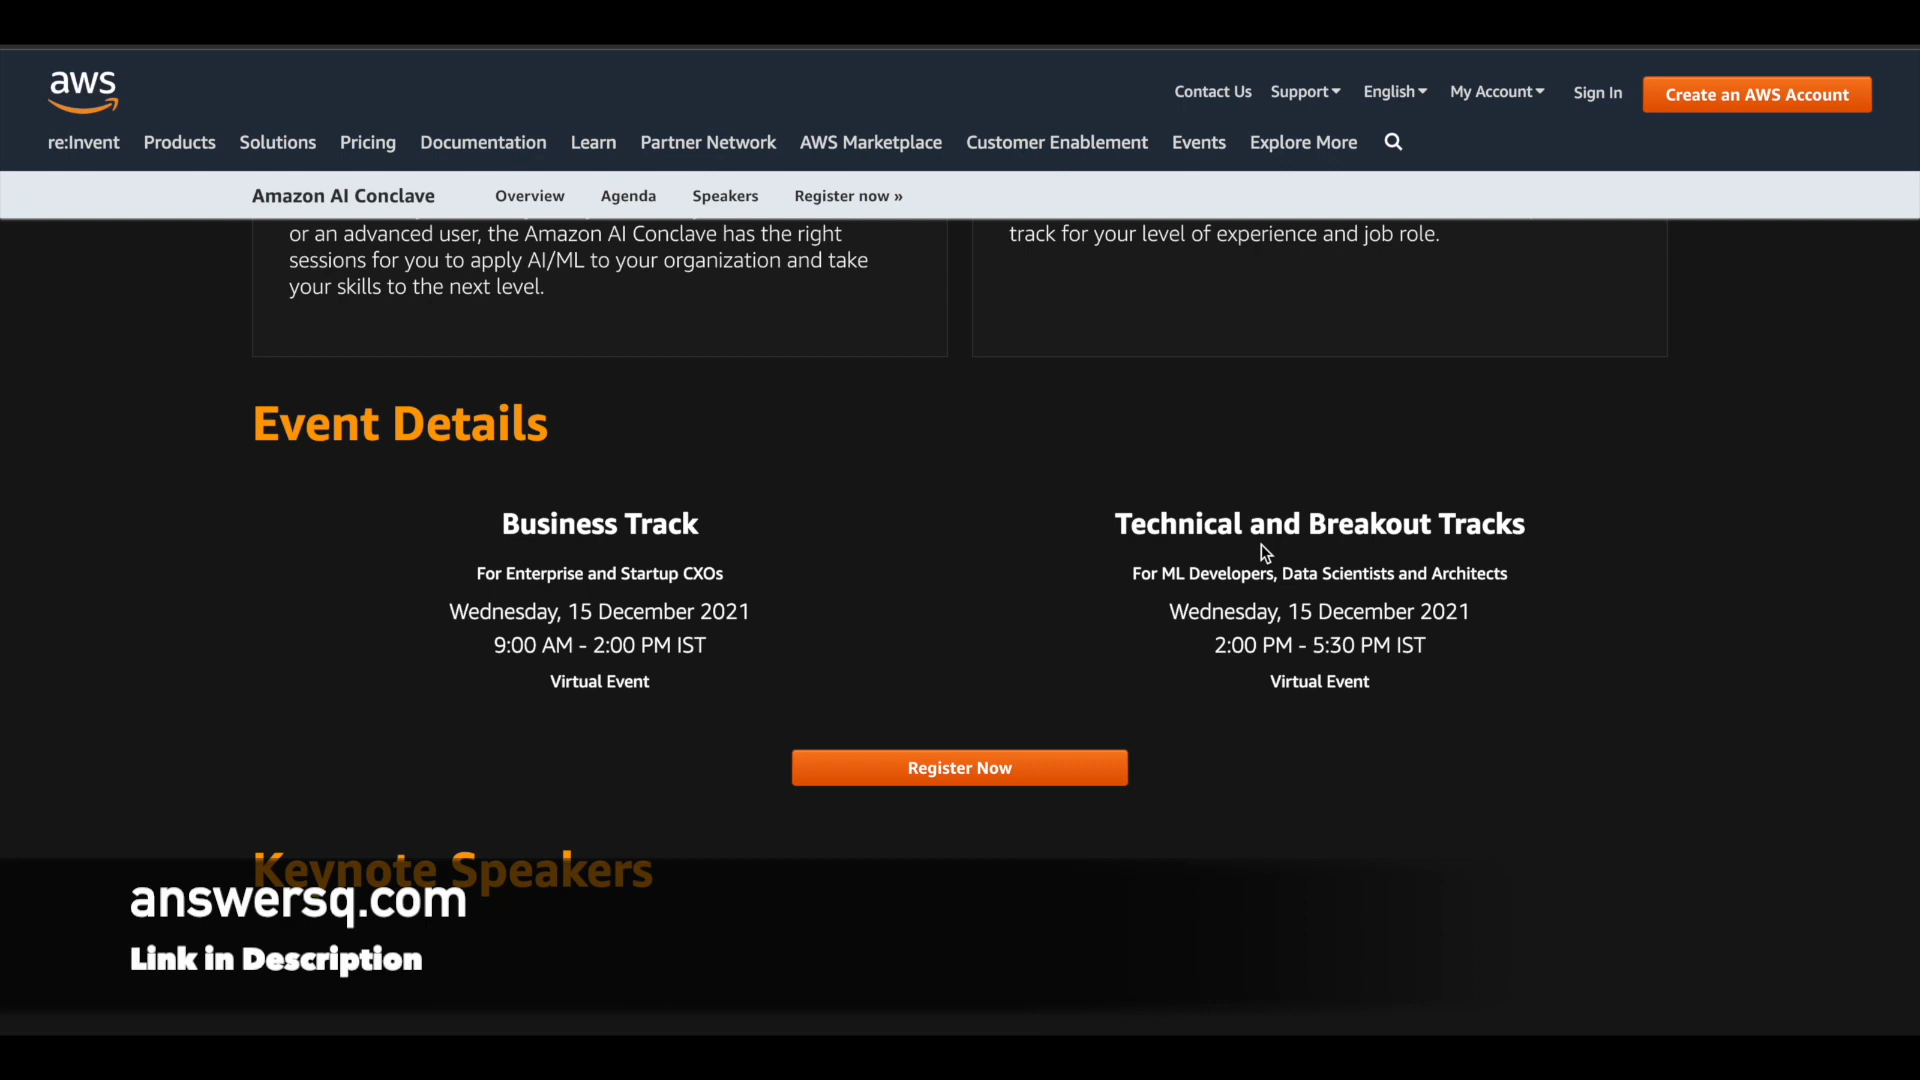 aws
Contact Us Support English My Account Sign In Create an AWS Account
re:Invent Products Solutions Pricing Documentation Learn Partner Network AWS Marketplace Customer Enablement Events Explore More
Amazon AI Conclave Overview Agenda Speakers Register now »
or an advanced user, the Amazon AI Conclave has the right
sessions for you to apply AI/ML to your organization and take
your skills to the next level.
track for your level of experience and job role.
Event Details
Business Track
For Enterprise and Startup CXOs
Wednesday, 15 December 2021
9:00 AM - 2:00 PM IST
Virtual Event
Technical and Breakout Tracks
For ML Developers, Data Scientists and Architects
Wednesday, 15 December 2021
2:00 PM - 5:30 PM IST
Virtual Event
Register Now
Keynote Speakers
answersq.com
Link in Description